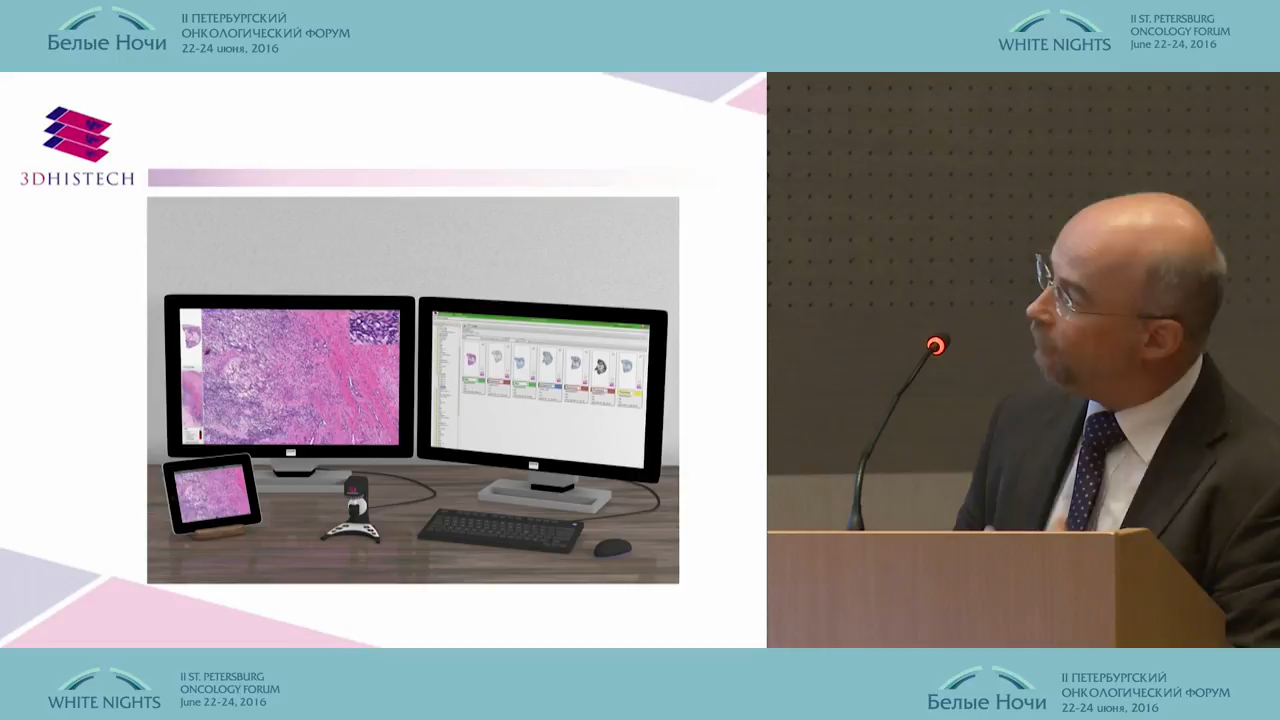 Белые Ночи
II ПЕТЕРБУРГСКИЙ
ОНКОЛОГИЧЕСКИЙ ФОРУМ
22-24 июня, 2016
WHITE NIGHTS
II ST. PETERSBURG
ONCOLOGY FORUM
June 22-24, 2016
3DHISTECH
WHITE NIGHTS
II ST. PETERSBURG
ONCOLOGY FORUM
June 22-24, 2016
Белые Ночи
II ПЕТЕРБУРГСКИЙ
ОНКОЛОГИЧЕСКИЙ ФОРУМ
22-24 июня, 2016